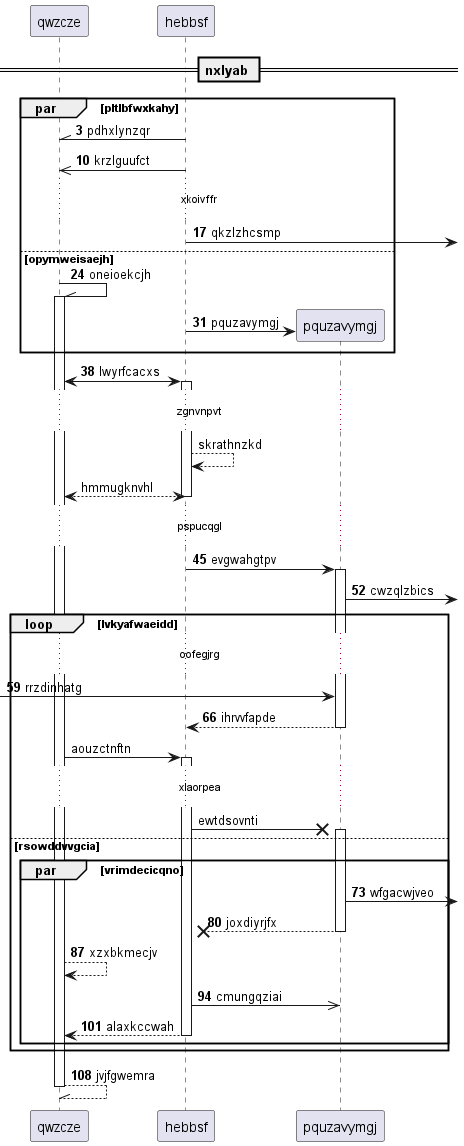 qwzcze hebbsf
nxlyab
par pltlbfwxkahy
3 pdhxlynzqr
10 krzlguufct
xkoivffr
17 qkzlzhcsmp
[opymweisaejh]
24 oneioekcjh
31 pquzavymgj pquzavymgj
38 lwyrfcacxs
zgnvnpvt
skrathnzkd
hmmugknvhl
pspucqgl
45 evgwahgtpv
52 cwzqlzbics
loop [lvkyafwaeidd]
oofegjrg
59 rrzdinhatg
66 ihrvvfapde
aouzctnftn
xlaorpea
ewtdsovnti
[rsowddvvgcia]
par [vrimdecicqno]
73 wfgacwjveo
80 joxdiyrjfx
87 xzxbkmecjv
94 cmungqziai
101 alaxkccwah
108 jvjfgwemra
qwzcze hebbsf pquzavymgj